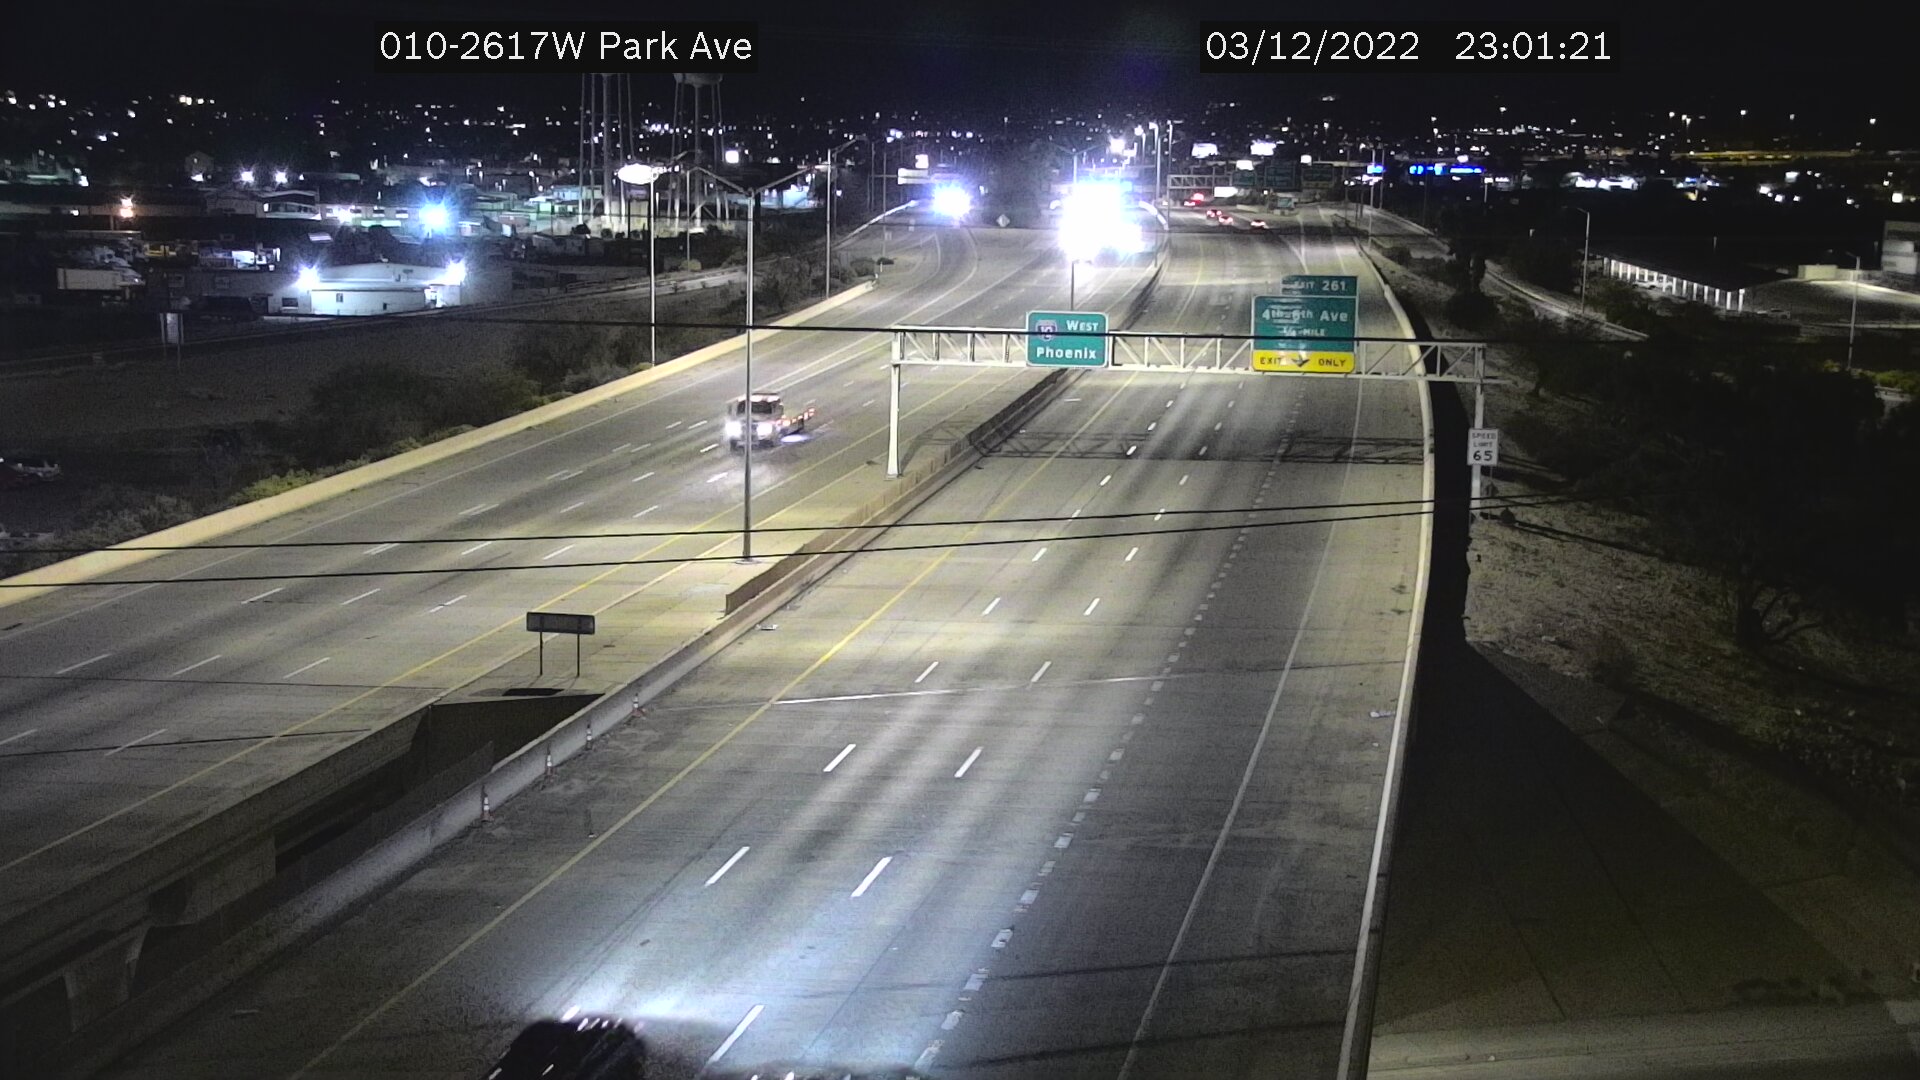 010-2617W Park Ave
03/12/2022 23:01:21
EXIT 261
WEST
Phoenix
Ave
MILE
EXIT ONLY
SPEED
LIMIT
65